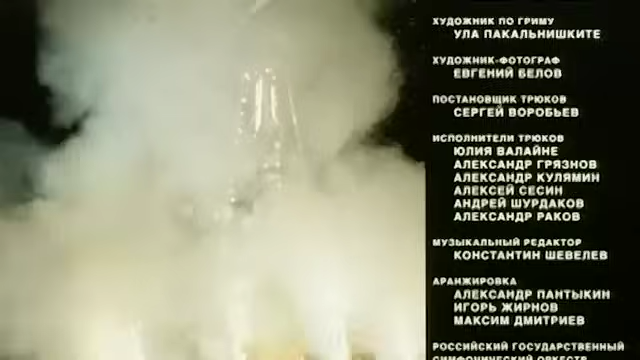 ХУДОЖНИК ПО ГРИМУ
УЛА ПАКАЛЬНИШКИТЕ
ХУДОЖНИК-ФОТОГРАФ
ЕВГЕНИЙ БЕЛОВ
ПОСТАНОВЩИК ТРЮКОВ
СЕРГЕЙ ВОРОБЬЕВ
ИСПОЛНИТЕЛИ ТРЮКОВ
ЮЛИЯ ВАЛАЙНЕ
АЛЕКСАНДР ГРЯЗНОВ
АЛЕКСАНДР КУЛЯМИН
АЛЕКСЕЙ СЕСИН
АНДРЕЙ ШУРДАКОВ
АЛЕКСАНДР РАКОВ
МУЗЫКАЛЬНЫЙ РЕДАКТОР
КОНСТАНТИН ШЕВЕЛЕВ
АРАНЖИРОВКА
АЛЕКСАНДР ПАНТЫКИН
ИГОРЬ ЖИРНОВ
МАКСИМ ДМИТРИЕВ
РОССИЙСКИЙ ГОСУДАРСТВЕННЫЙ
СИМФОНИЧЕСКИЙ ОРКЕСТР